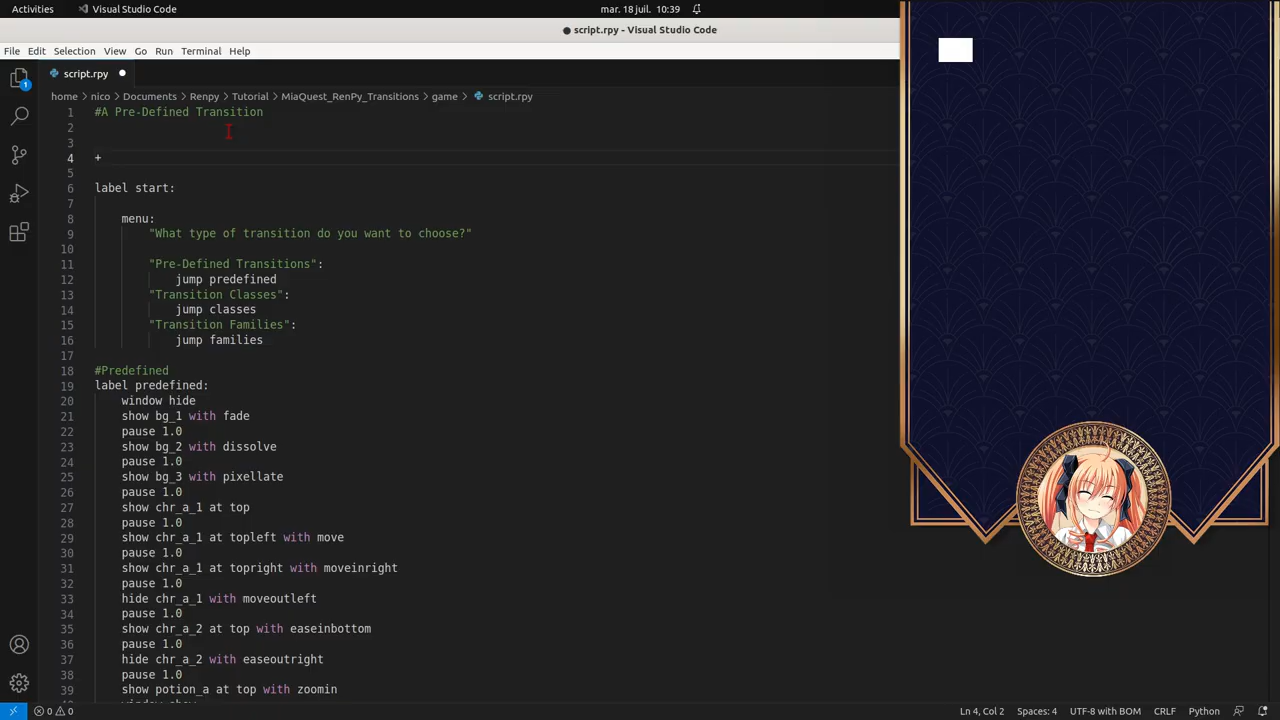 Activities
Visual Studio Code
mar. 18 juil. 10:39
● script.rpy - Visual Studio Code
File Edit Selection View Go Run Terminal Help
script.rpy
1
home > nico > Documents > Renpy > Tutorial > MiaQuest_RenPy_Transitions > game > script.rpy
1 #A Pre-Defined Transition
2
3
4 +
5
6 label start:
7
8 menu:
9 "What type of transition do you want to choose?"
10
11 "Pre-Defined Transitions":
12 jump predefined
13 "Transition Classes":
14 jump classes
15 "Transition Families":
16 jump families
17
18 #Predefined
19 label predefined:
20 window hide
21 show bg_1 with fade
22 pause 1.0
23 show bg_2 with dissolve
24 pause 1.0
25 show bg_3 with pixellate
26 pause 1.0
27 show chr_a_1 at top
28 pause 1.0
29 show chr_a_1 at topleft with move
30 pause 1.0
31 show chr_a_1 at topright with moveinright
32 pause 1.0
33 hide chr_a_1 with moveoutleft
34 pause 1.0
35 show chr_a_2 at top with easeinbottom
36 pause 1.0
37 hide chr_a_2 with easeoutright
38 pause 1.0
39 show potion_a at top with zoomin
0 0
Ln 4, Col 2 Spaces: 4 UTF-8 with BOM CRLF Python